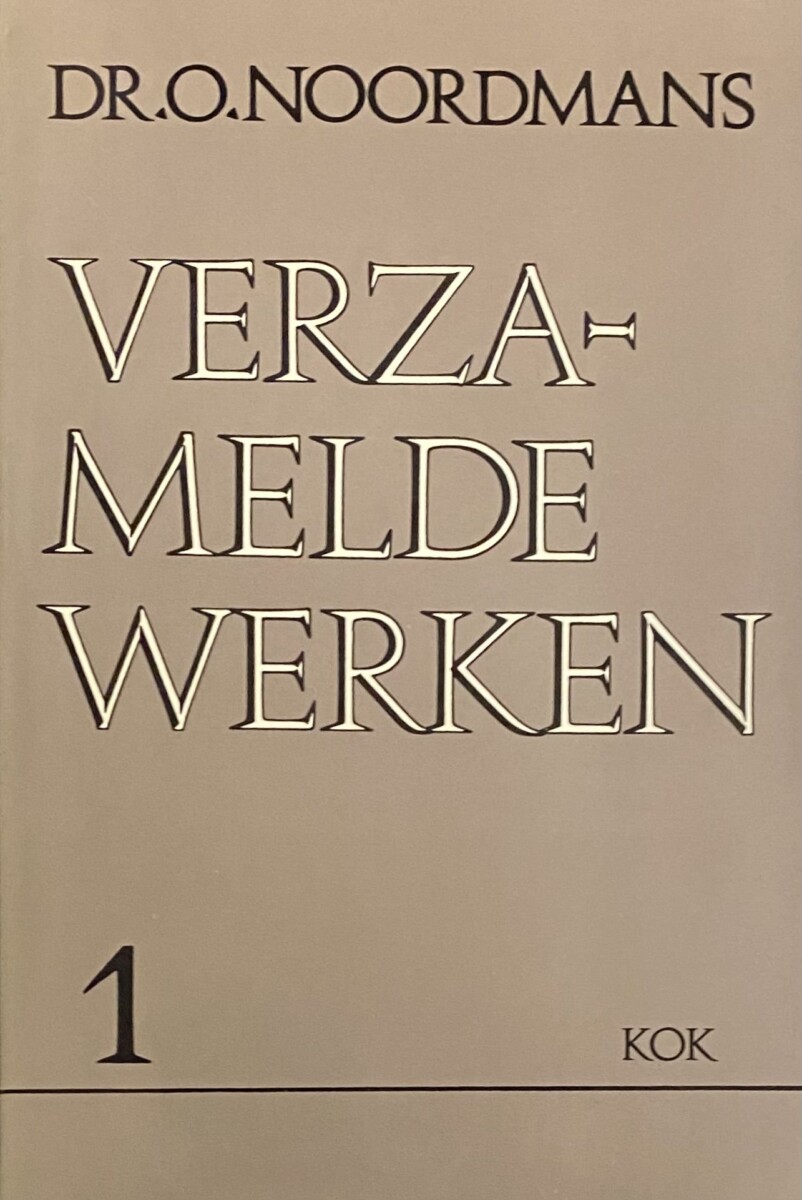 DR. O. NOORDMANS
VERZA-
MELDE
WERKEN
1
KOK